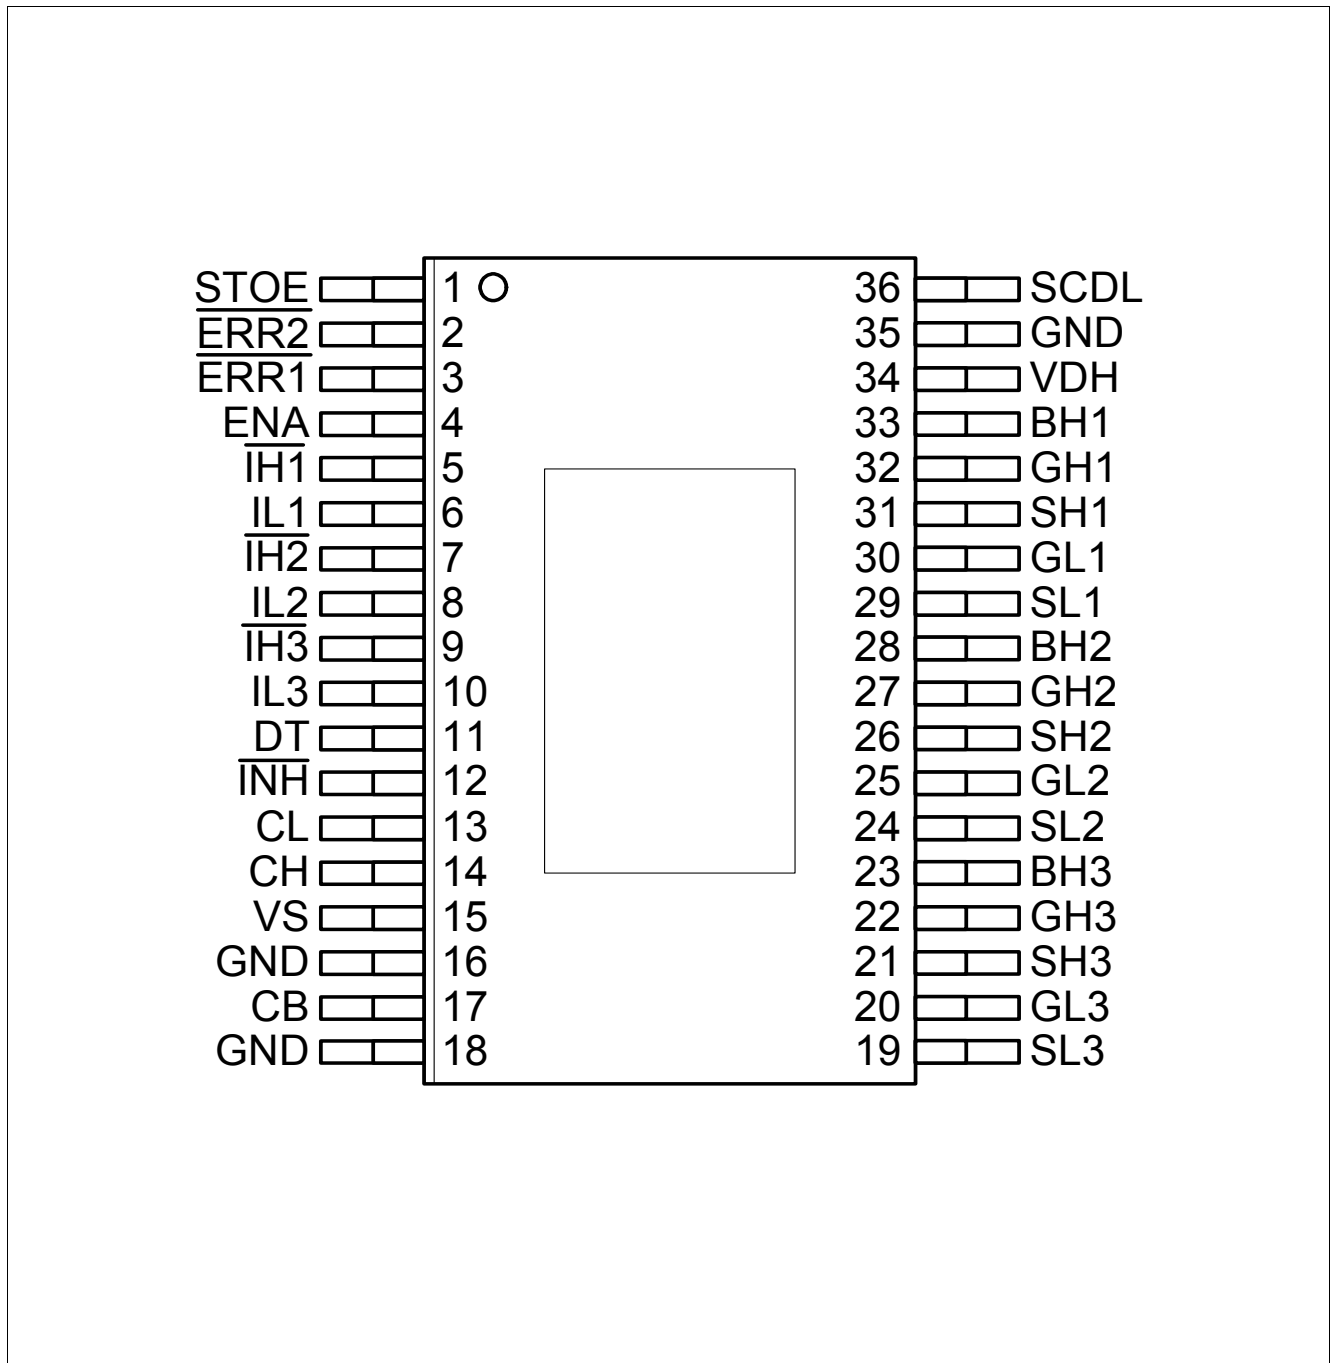 STOE 1 36 SCDL
ERR2 2 35 GND
ERR1 3 34 VDH
ENA 4 33 BH1
IH1 5 32 GH1
IL1 6 31 SH1
IH2 7 30 GL1
IL2 8 29 SL1
IH3 9 28 BH2
IL3 10 27 GH2
DT 11 26 SH2
INH 12 25 GL2
CL 13 24 SL2
CH 14 23 BH3
VS 15 22 GH3
GND 16 21 SH3
CB 17 20 GL3
GND 18 19 SL3